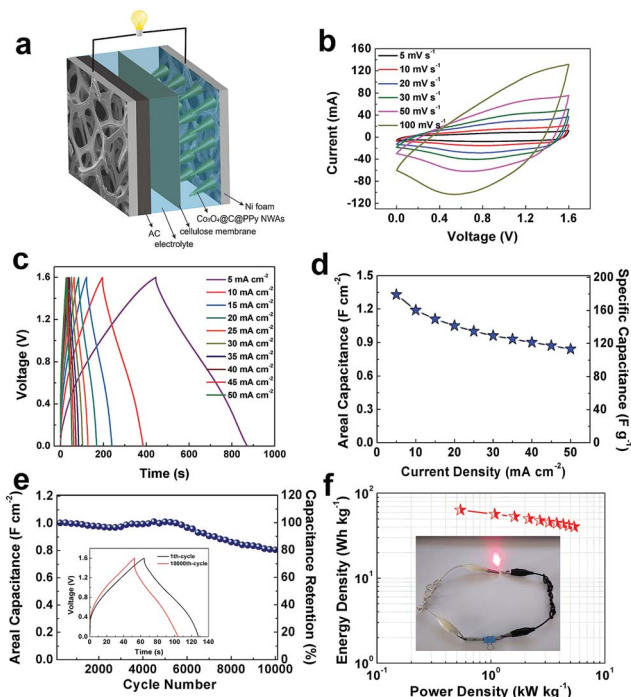 a
Ni foam
Co₃O₄@C@PPy NWAs
cellulose membrane
electrolyte
AC
b
Current (mA)
160
120
80
40
0
-40
-80
-120
5 mV s⁻¹
10 mV s⁻¹
20 mV s⁻¹
30 mV s⁻¹
50 mV s⁻¹
100 mV s⁻¹
0.0 0.4 0.8 1.2 1.6
Voltage (V)
c
Voltage (V)
2.0
1.6
1.2
0.8
0.4
0.0
5 mA cm⁻²
10 mA cm⁻²
15 mA cm⁻²
20 mA cm⁻²
25 mA cm⁻²
30 mA cm⁻²
35 mA cm⁻²
40 mA cm⁻²
45 mA cm⁻²
50 mA cm⁻²
0 200 400 600 800 1000
Time (s)
d
Areal Capacitance (F cm⁻²)
1.5
1.2
0.9
0.6
0.3
0.0
200
160
120
80
40
0
Specific Capacitance (F g⁻¹)
0 10 20 30 40 50
Current Density (mA cm⁻²)
e
Areal Capacitance (F cm⁻²)
1.2
1.0
0.8
0.6
0.4
0.2
0.0
120
100
80
60
40
20
0
Capacitance Retention (%)
Voltage (V)
2.4
1.8
1.2
0.6
0.0
1th-cycle
10000th-cycle
0 20 40 60 80 100 120 140
Time (s)
2000 4000 6000 8000 10000
Cycle Number
f
Energy Density (Wh kg⁻¹)
10²
10¹
10⁻¹ 10⁰ 10¹
Power Density (kW kg⁻¹)